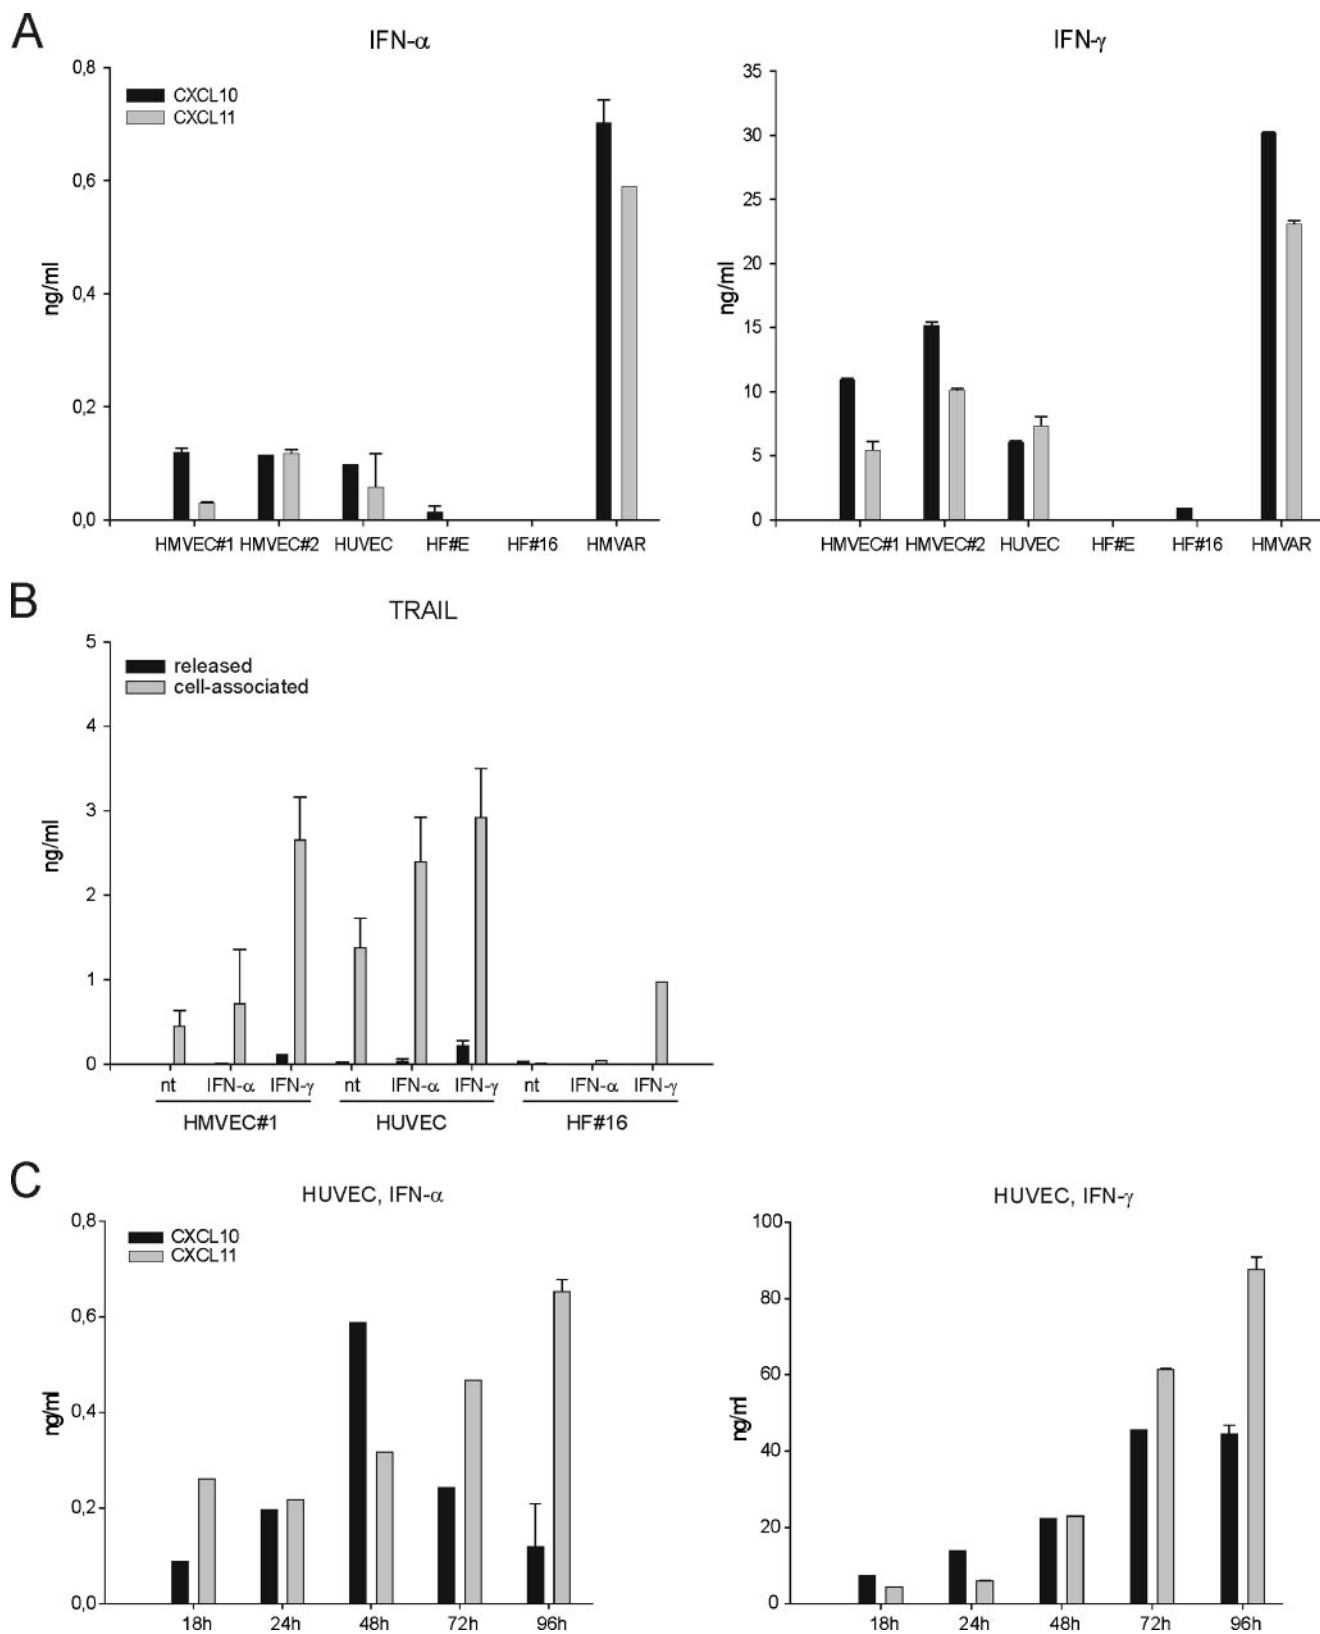 A
IFN-α
0,8
0,6
0,4
0,2
0,0
ng/ml
CXCL10
CXCL11
HMVEC#1 HMVEC#2 HUVEC HF#E HF#16 HMVAR
IFN-γ
35
30
25
20
15
10
5
0
ng/ml
HMVEC#1 HMVEC#2 HUVEC HF#E HF#16 HMVAR
B
TRAIL
5
4
3
2
1
0
ng/ml
released
cell-associated
nt IFN-α IFN-γ nt IFN-α IFN-γ nt IFN-α IFN-γ
HMVEC#1 HUVEC HF#16
C
HUVEC, IFN-α
0,8
0,6
0,4
0,2
0,0
ng/ml
CXCL10
CXCL11
18h 24h 48h 72h 96h
HUVEC, IFN-γ
100
80
60
40
20
0
ng/ml
18h 24h 48h 72h 96h